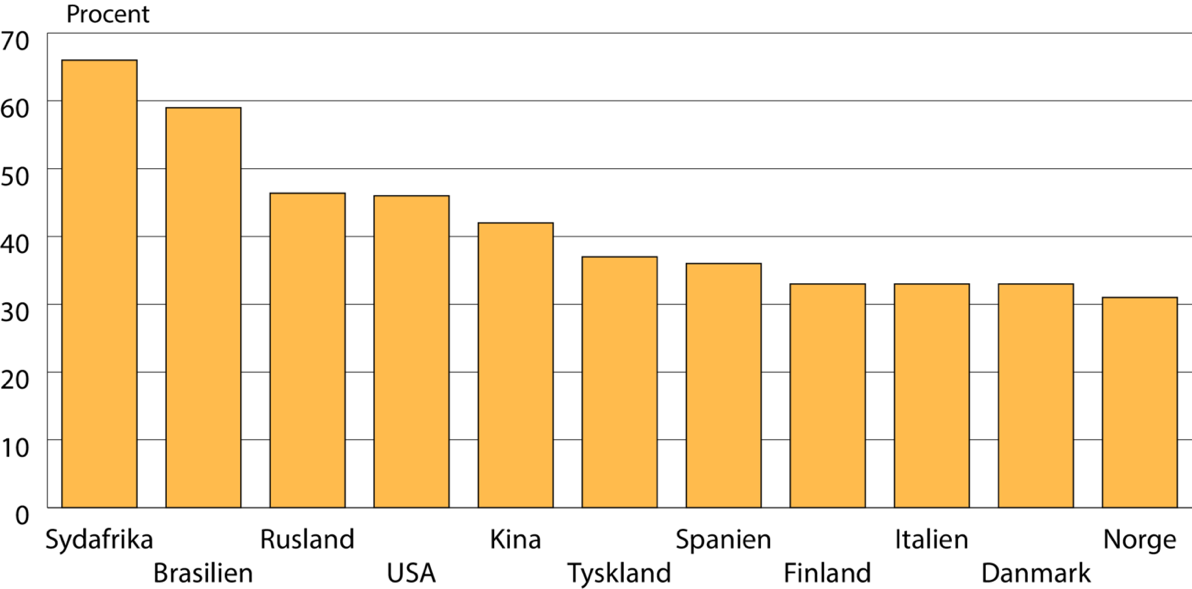 Procent
70
60
50
40
30
20
10
0
Sydafrika Rusland Kina Spanien Italien Norge
Brasilien USA Tyskland Finland Danmark